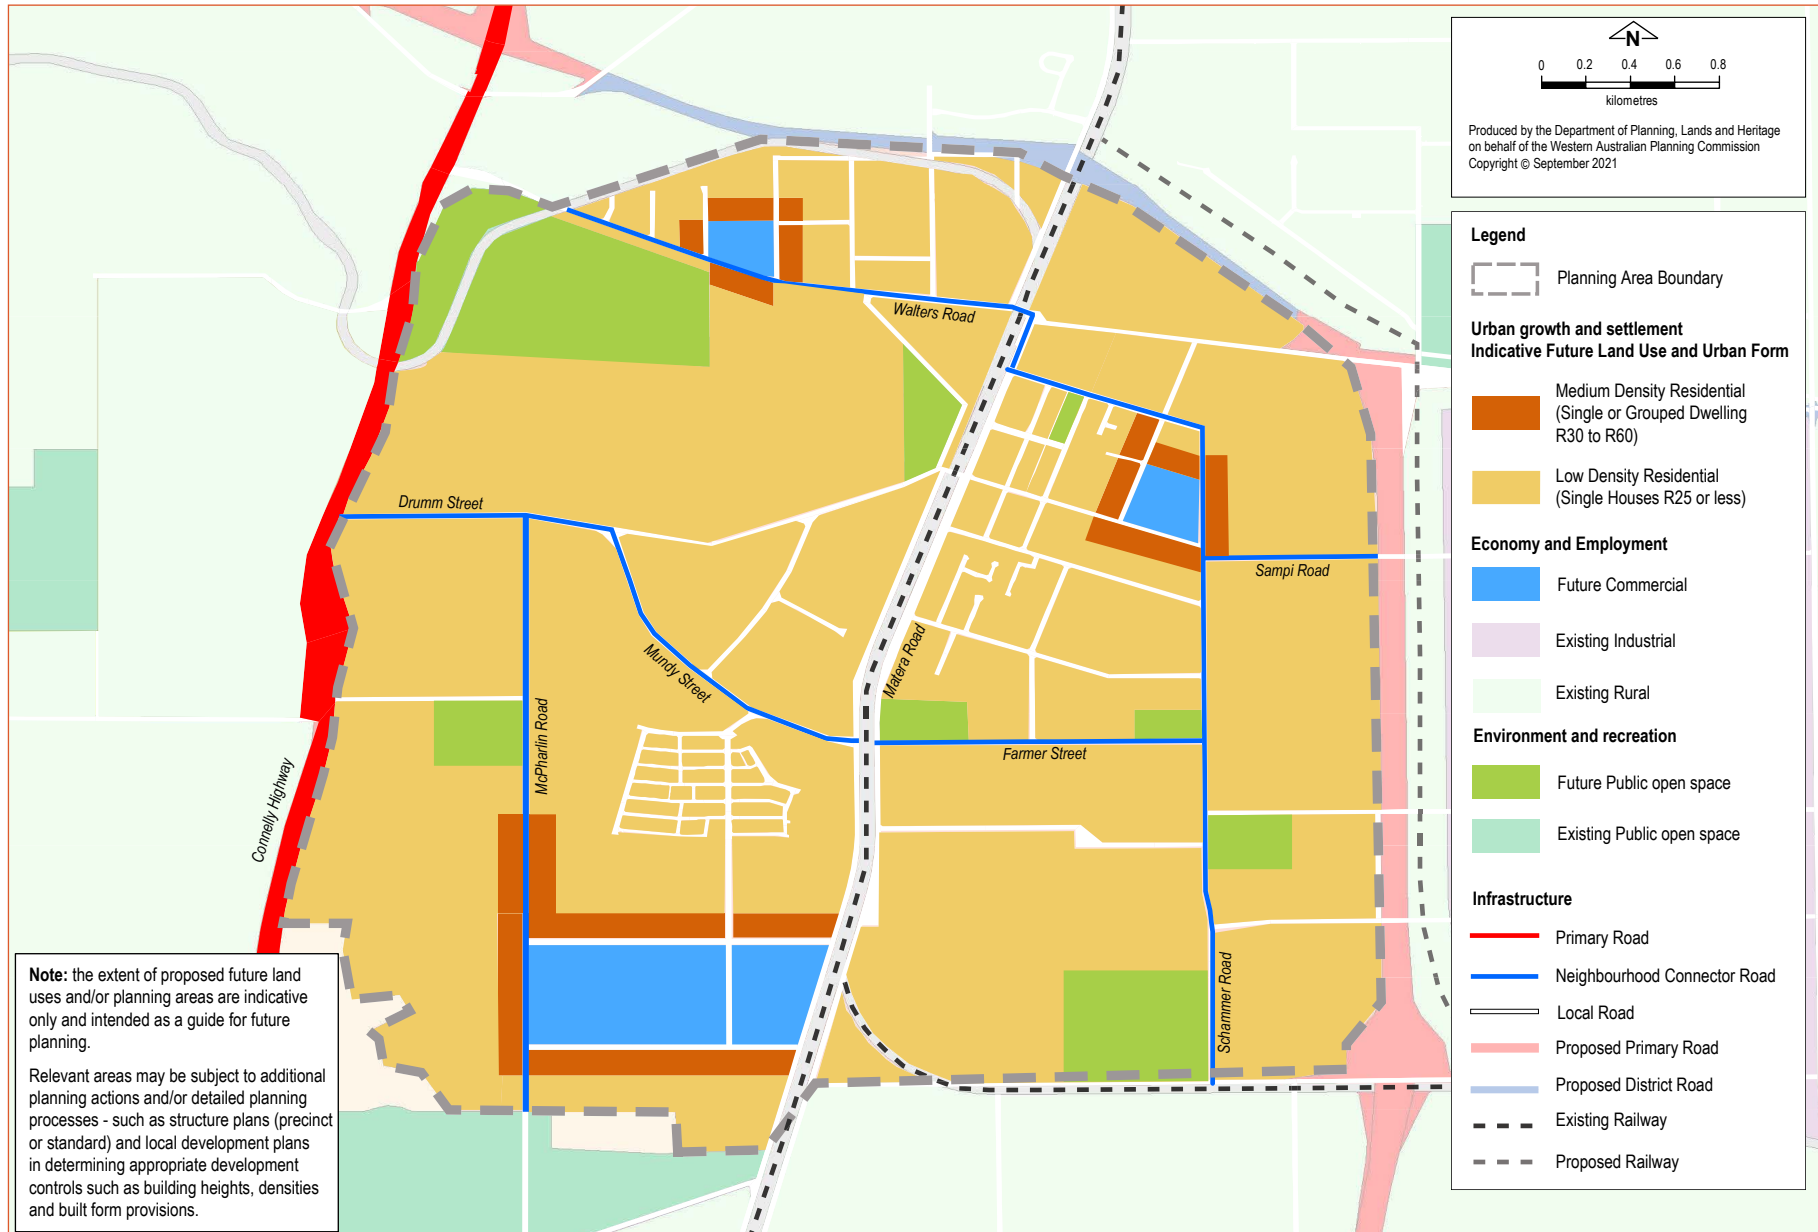 N
0 0.2 0.4 0.6 0.8
kilometres
Produced by the Department of Planning, Lands and Heritage
on behalf of the Western Australian Planning Commission
Copyright © September 2021
Legend
Planning Area Boundary
Urban growth and settlement
Indicative Future Land Use and Urban Form
Medium Density Residential
(Single or Grouped Dwelling
R30 to R60)
Low Density Residential
(Single Houses R25 or less)
Economy and Employment
Future Commercial
Existing Industrial
Existing Rural
Environment and recreation
Future Public open space
Existing Public open space
Infrastructure
Primary Road
Neighbourhood Connector Road
Local Road
Proposed Primary Road
Proposed District Road
Existing Railway
Proposed Railway
Walters Road
Drumm Street
Sampi Road
Mundy Street
Matera Road
McPharlin Road
Farmer Street
Connelly Highway
Schammer Road
Note: the extent of proposed future land
uses and/or planning areas are indicative
only and intended as a guide for future
planning.
Relevant areas may be subject to additional
planning actions and/or detailed planning
processes - such as structure plans (precinct
or standard) and local development plans
in determining appropriate development
controls such as building heights, densities
and built form provisions.